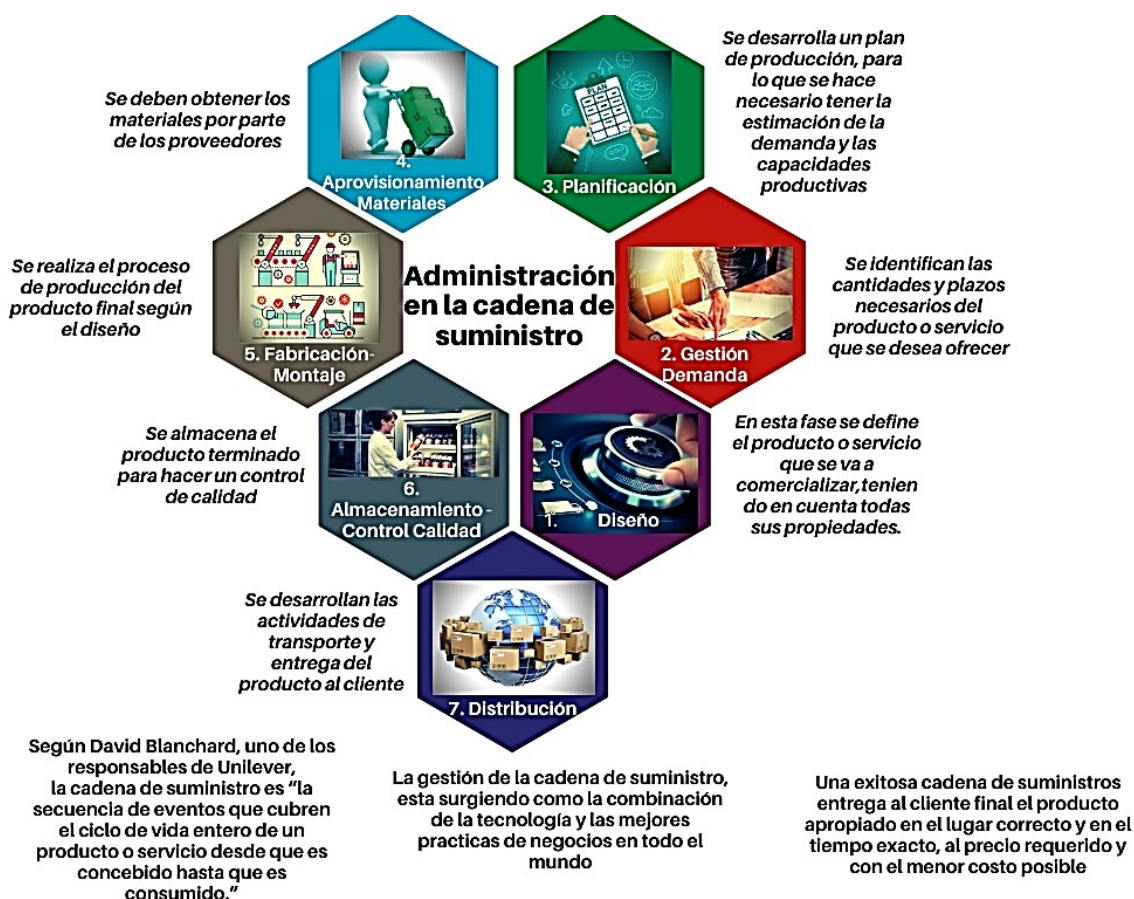 Se deben obtener los
materiales por parte
de los proveedores
4.
Aprovisionamiento
Materiales
PLAN
3. Planificación
Se desarrolla un plan
de producción, para
lo que se hace
necesario tener la
estimación de la
demanda y las
capacidades
productivas
Se realiza el proceso
de producción del
producto final según
el diseño
5. Fabricación-
Montaje
Administración
en la cadena de
suministro
2. Gestión
Demanda
Se identifican las
cantidades y plazos
necesarios del
producto o servicio
que se desea ofrecer
Se almacena el
producto terminado
para hacer un control
de calidad
6.
Almacenamiento -
Control Calidad
1. Diseño
En esta fase se define
el producto o servicio
que se va a
comercializar,tenien
do en cuenta todas
sus propiedades.
Se desarrollan las
actividades de
transporte y
entrega del
producto al cliente
7. Distribución
Según David Blanchard, uno de los
responsables de Unilever,
la cadena de suministro es “la
secuencia de eventos que cubren
el ciclo de vida entero de un
producto o servicio desde que es
concebido hasta que es
consumido.”
La gestión de la cadena de suministro,
esta surgiendo como la combinación
de la tecnología y las mejores
practicas de negocios en todo el
mundo
Una exitosa cadena de suministros
entrega al cliente final el producto
apropiado en el lugar correcto y en el
tiempo exacto, al precio requerido y
con el menor costo posible